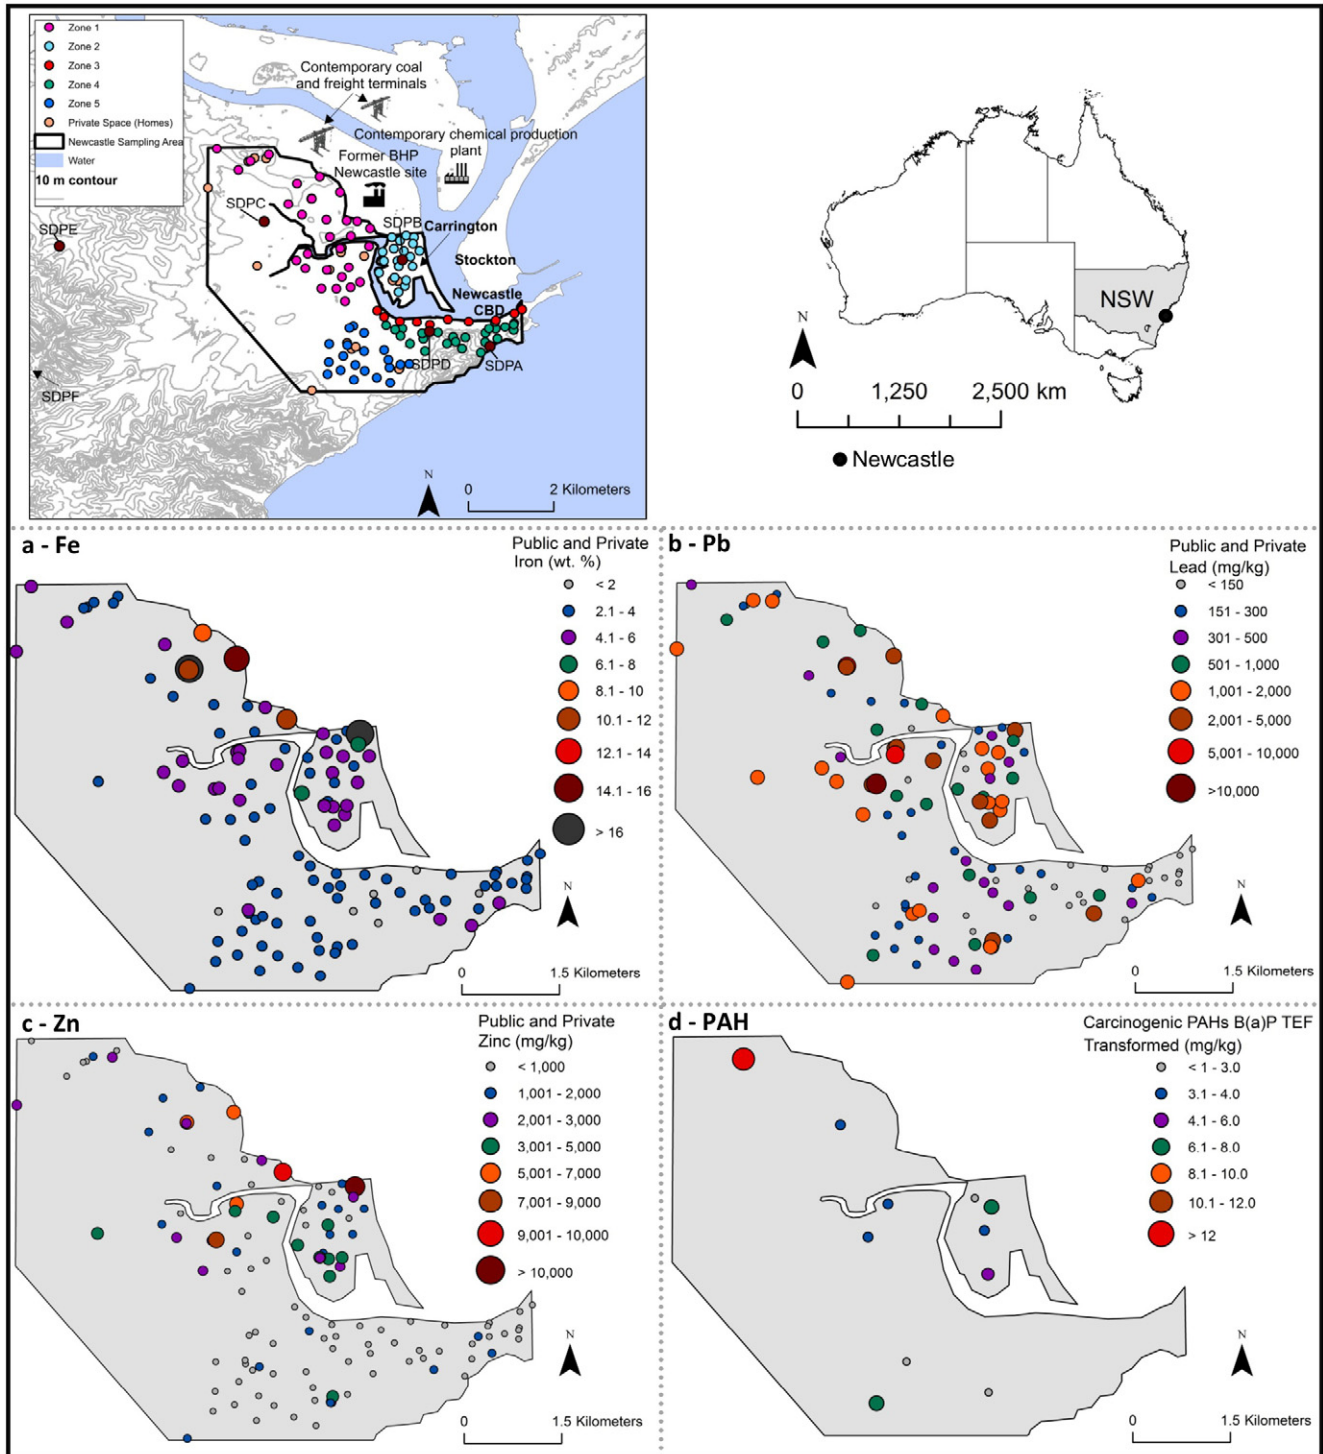 Zone 1
Zone 2
Zone 3
Zone 4
Zone 5
Private Space (Homes)
Newcastle Sampling Area
Water
10 m contour
Contemporary coal
and freight terminals
Contemporary chemical production
plant
Former BHP
Newcastle site
SDPC
SDPE
SDPB
Carrington
Stockton
Newcastle
CBD
SDPD
SDPA
SDPF
N
0 2 Kilometers
NSW
N
0 1,250 2,500 km
Newcastle
a - Fe
Public and Private
Iron (wt. %)
< 2
2.1 - 4
4.1 - 6
6.1 - 8
8.1 - 10
10.1 - 12
12.1 - 14
14.1 - 16
> 16
N
0 1.5 Kilometers
b - Pb
Public and Private
Lead (mg/kg)
< 150
151 - 300
301 - 500
501 - 1,000
1,001 - 2,000
2,001 - 5,000
5,001 - 10,000
>10,000
N
0 1.5 Kilometers
c - Zn
Public and Private
Zinc (mg/kg)
< 1,000
1,001 - 2,000
2,001 - 3,000
3,001 - 5,000
5,001 - 7,000
7,001 - 9,000
9,001 - 10,000
> 10,000
N
0 1.5 Kilometers
d - PAH
Carcinogenic PAHs B(a)P TEF
Transformed (mg/kg)
< 1 - 3.0
3.1 - 4.0
4.1 - 6.0
6.1 - 8.0
8.1 - 10.0
10.1 - 12.0
> 12
N
0 1.5 Kilometers